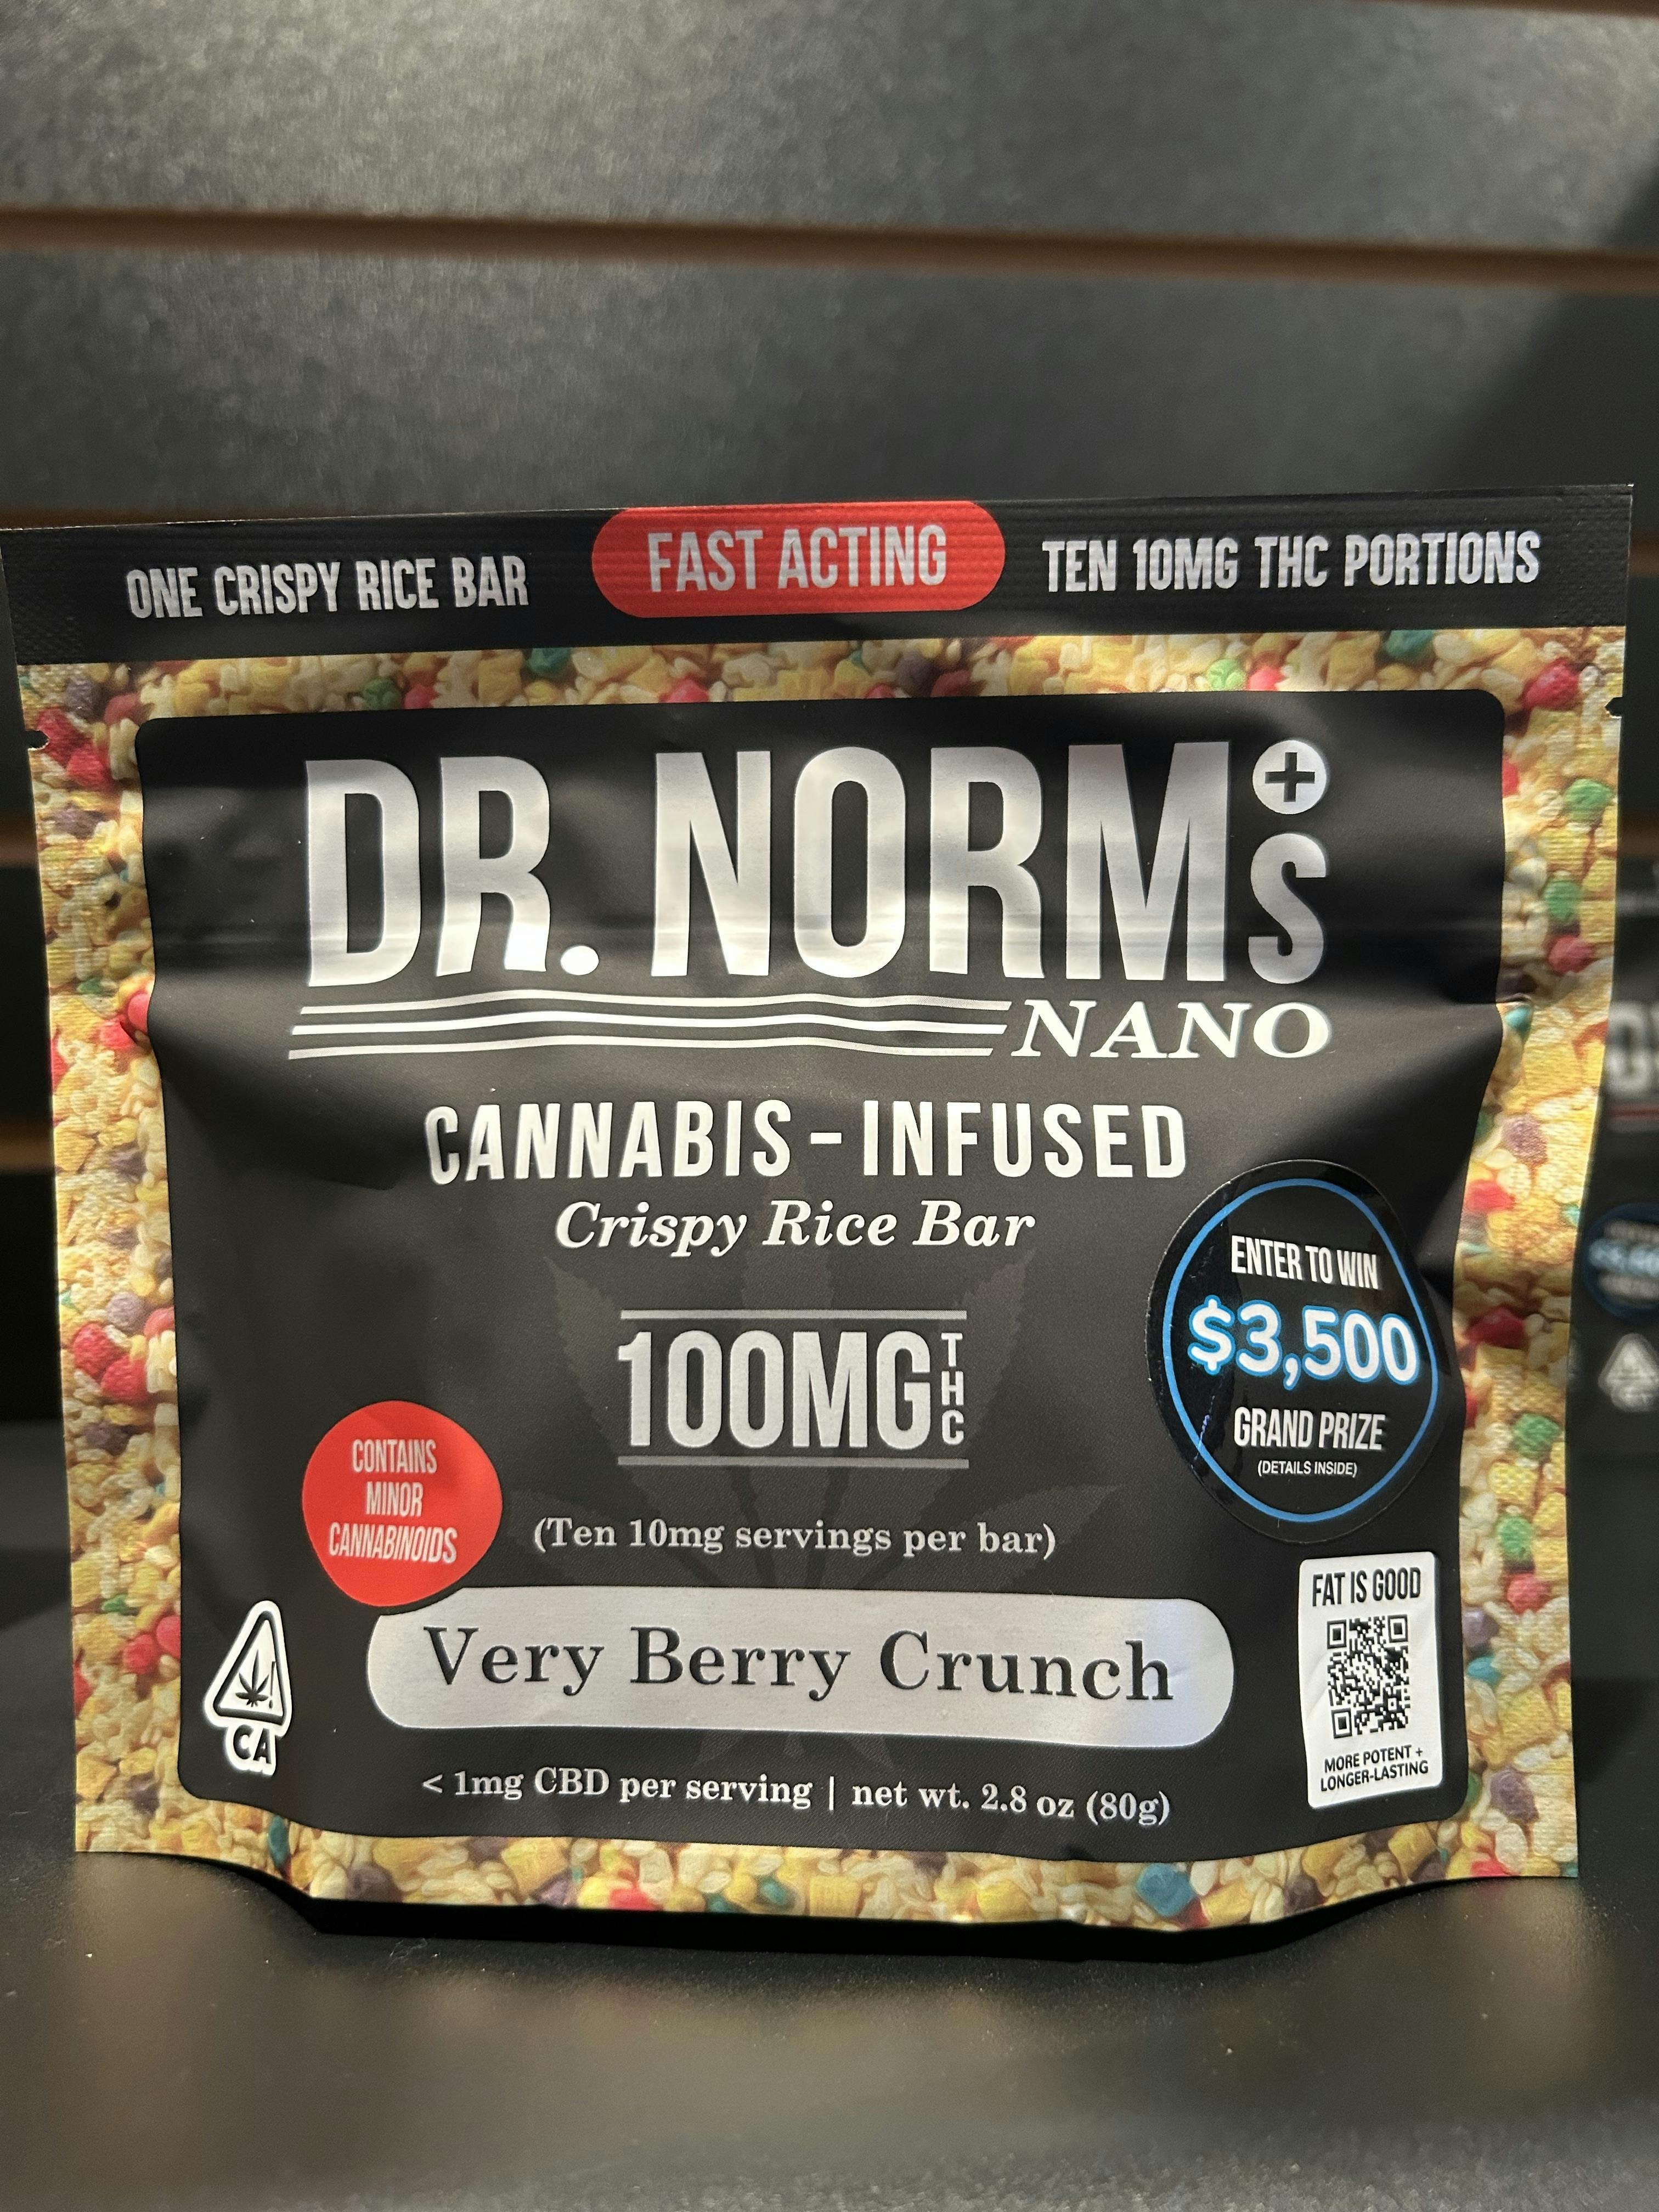 ONE CRISPY RICE BAR
FAST ACTING
TEN 10MG THC PORTIONS
DR. NORM+S
NANO
CANNABIS-INFUSED
Crispy Rice Bar
100MG THC
ENTER TO WIN
$3,500
GRAND PRIZE
(DETAILS INSIDE)
CONTAINS
MINOR
CANNABINOIDS
(Ten 10mg servings per bar)
Very Berry Crunch
CA
FAT IS GOOD
MORE POTENT +
LONGER-LASTING
< 1mg CBD per serving | net wt. 2.8 oz (80g)